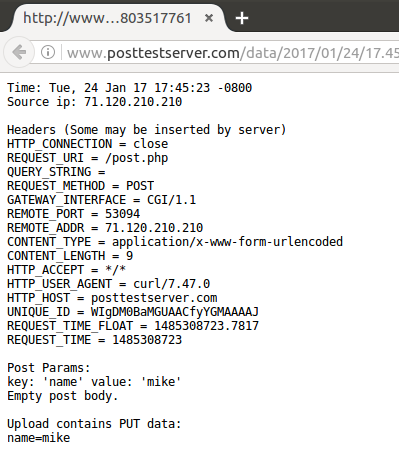 http://www...803517761
www.posttestserver.com/data/2017/01/24/17.45
Time: Tue, 24 Jan 17 17:45:23 -0800
Source ip: 71.120.210.210
Headers (Some may be inserted by server)
HTTP_CONNECTION = close
REQUEST_URI = /post.php
QUERY_STRING =
REQUEST_METHOD = POST
GATEWAY_INTERFACE = CGI/1.1
REMOTE_PORT = 53094
REMOTE_ADDR = 71.120.210.210
CONTENT_TYPE = application/x-www-form-urlencoded
CONTENT_LENGTH = 9
HTTP_ACCEPT = */*
HTTP_USER_AGENT = curl/7.47.0
HTTP_HOST = posttestserver.com
UNIQUE_ID = WIgDM0BaMGUAACfyYGMAAAAJ
REQUEST_TIME_FLOAT = 1485308723.7817
REQUEST_TIME = 1485308723
Post Params:
key: 'name' value: 'mike'
Empty post body.
Upload contains PUT data:
name=mike